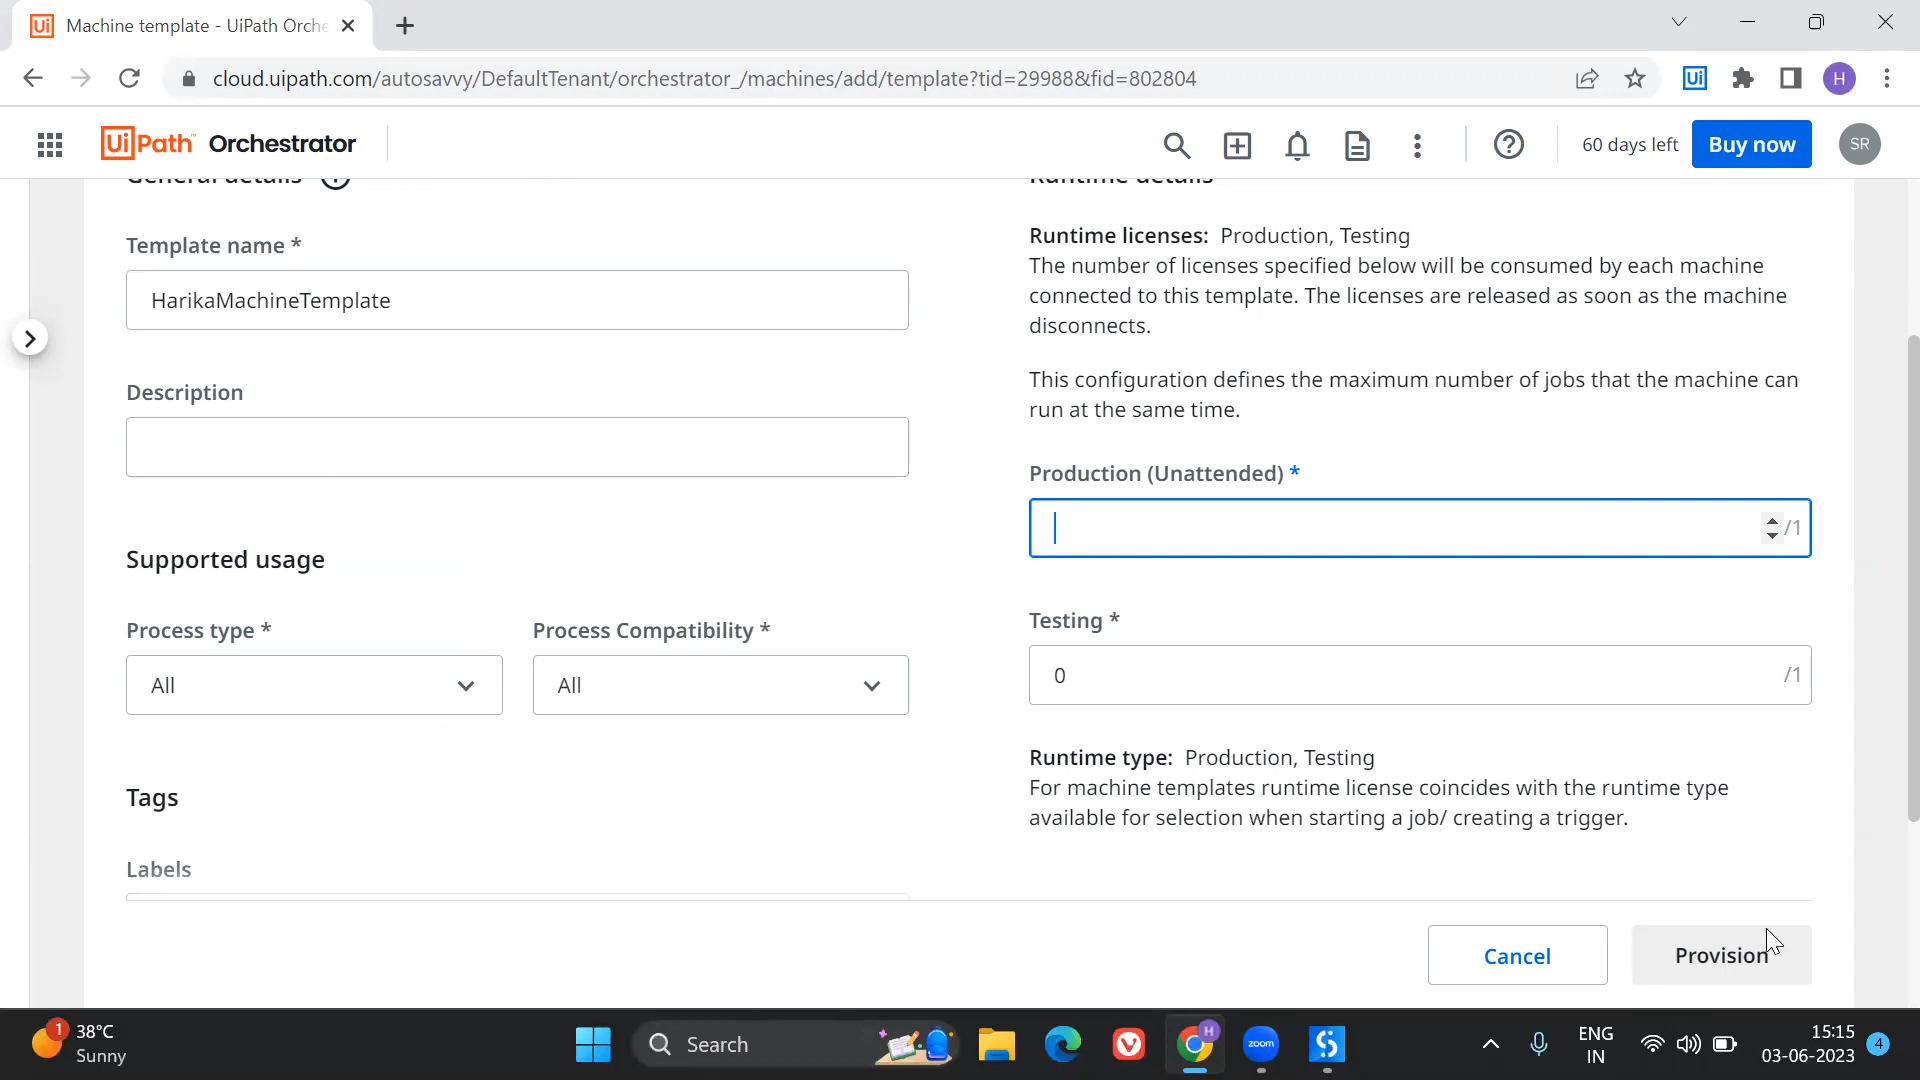 Machine template - UiPath Orche
cloud.uipath.com/autosavvy/DefaultTenant/orchestrator_/machines/add/template?tid=29988&fid=802804
H
UiPath Orchestrator
60 days left
Buy now
SR
General details
Runtime details
Template name *
HarikaMachineTemplate
Description
Supported usage
Process type *
All
Process Compatibility *
All
Tags
Labels
Runtime licenses: Production, Testing
The number of licenses specified below will be consumed by each machine
connected to this template. The licenses are released as soon as the machine
disconnects.
This configuration defines the maximum number of jobs that the machine can
run at the same time.
Production (Unattended) *
/1
Testing *
0
/1
Runtime type: Production, Testing
For machine templates runtime license coincides with the runtime type
available for selection when starting a job/ creating a trigger.
Cancel
Provision
1
38°C
Sunny
Search
H
zoom
ENG
IN
15:15
03-06-2023
4